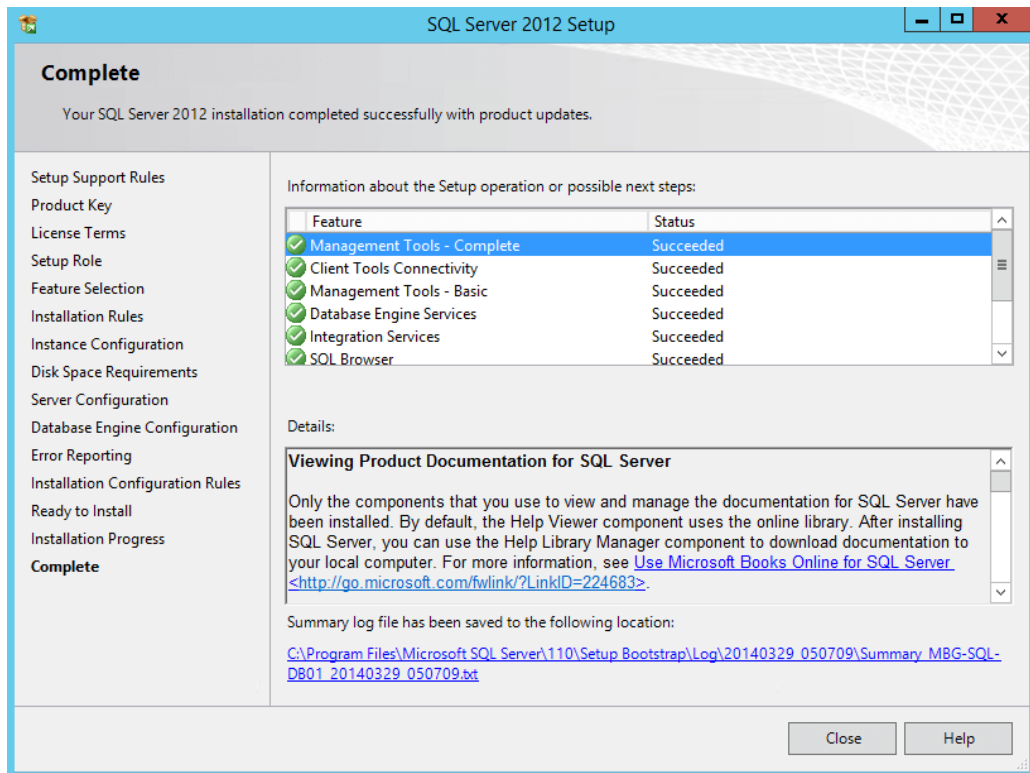 SQL Server 2012 Setup
Complete
Your SQL Server 2012 installation completed successfully with product updates.
Setup Support Rules
Product Key
License Terms
Setup Role
Feature Selection
Installation Rules
Instance Configuration
Disk Space Requirements
Server Configuration
Database Engine Configuration
Error Reporting
Installation Configuration Rules
Ready to Install
Installation Progress
Complete
Information about the Setup operation or possible next steps:
Feature Status
Management Tools - Complete Succeeded
Client Tools Connectivity Succeeded
Management Tools - Basic Succeeded
Database Engine Services Succeeded
Integration Services Succeeded
SQL Browser Succeeded
Details:
Viewing Product Documentation for SQL Server
Only the components that you use to view and manage the documentation for SQL Server have
been installed. By default, the Help Viewer component uses the online library. After installing
SQL Server, you can use the Help Library Manager component to download documentation to
your local computer. For more information, see Use Microsoft Books Online for SQL Server
<http://go.microsoft.com/fwlink/?LinkID=224683>.
Summary log file has been saved to the following location:
C:\Program Files\Microsoft SQL Server\110\Setup Bootstrap\Log\20140329_050709\Summary_MBG-SQL-
DB01_20140329_050709.txt
Close Help